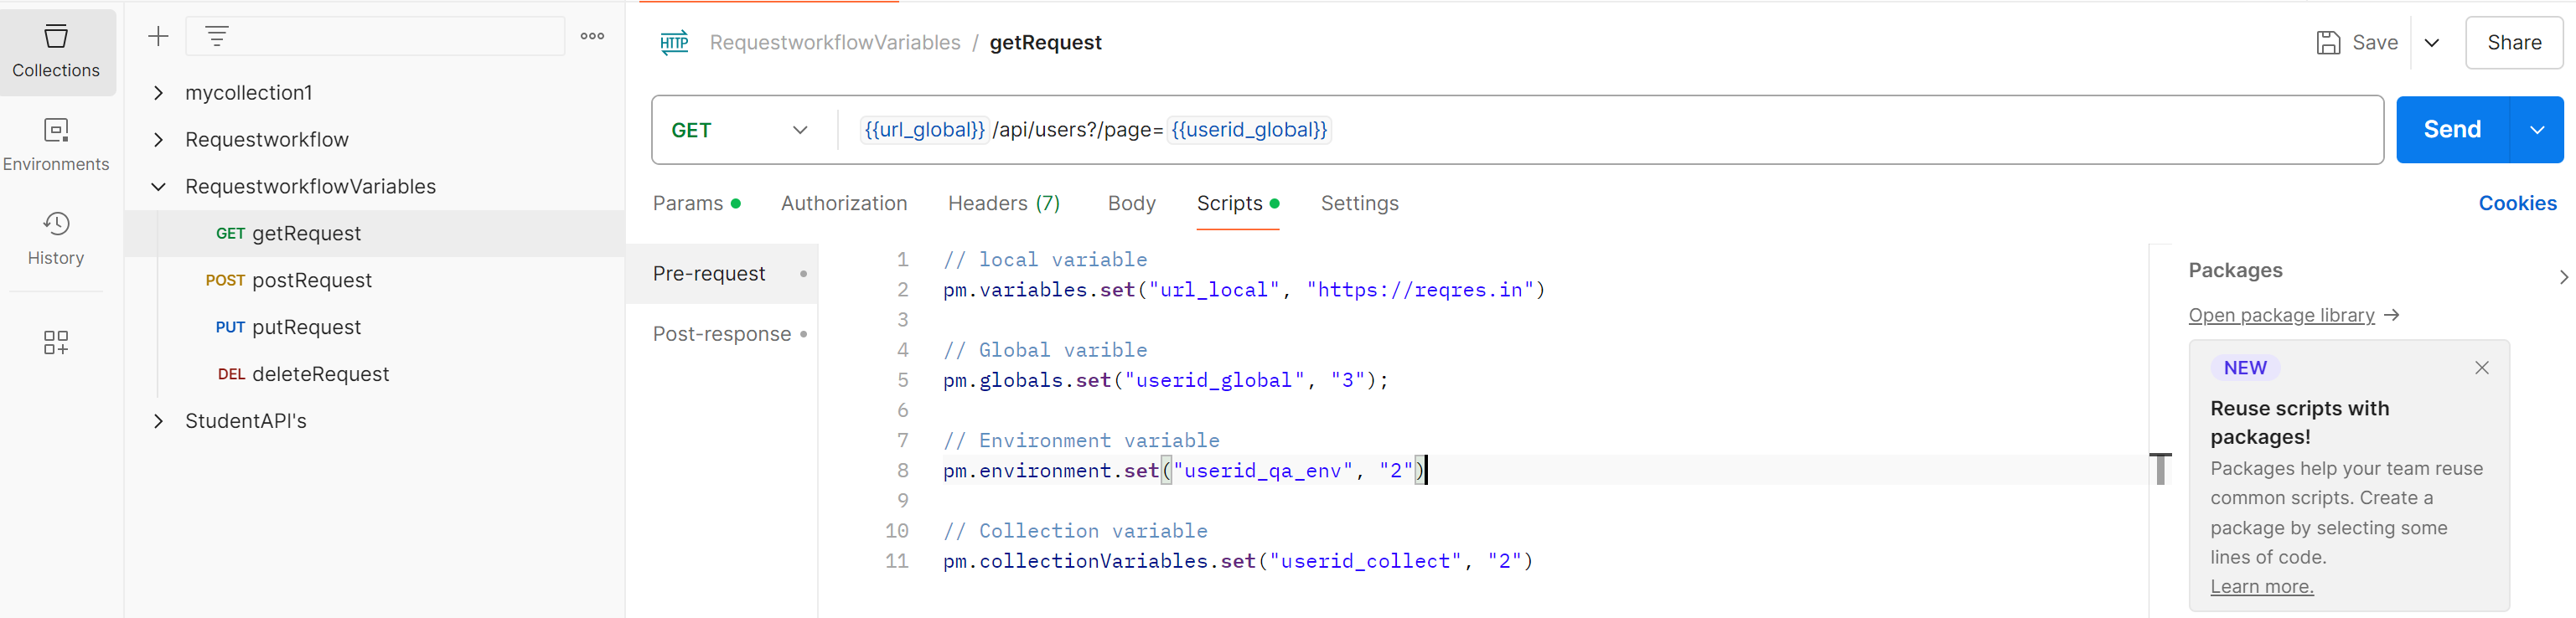 Collections
Environments
History
mycollection1
Requestworkflow
RequestworkflowVariables
GET getRequest
POST postRequest
PUT putRequest
DEL deleteRequest
StudentAPI's
HTTP RequestworkflowVariables / getRequest
Save
Share
GET {{url_global}} /api/users?/page= {{userid_global}}
Send
Params Authorization Headers (7) Body Scripts Settings
Cookies
Pre-request
Post-response
1 // local variable
2 pm.variables.set("url_local", "https://reqres.in")
3
4 // Global varible
5 pm.globals.set("userid_global", "3");
6
7 // Environment variable
8 pm.environment.set("userid_qa_env", "2")
9
10 // Collection variable
11 pm.collectionVariables.set("userid_collect", "2")
Packages
Open package library →
NEW
Reuse scripts with
packages!
Packages help your team reuse
common scripts. Create a
package by selecting some
lines of code.
Learn more.